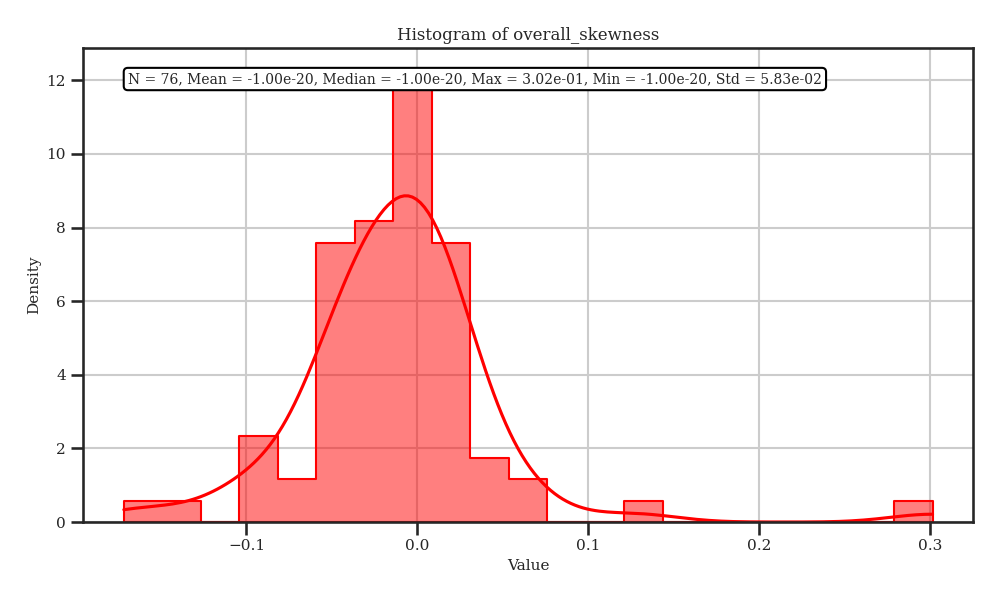 Histogram of overall_skewness
N = 76, Mean = -1.00e-20, Median = -1.00e-20, Max = 3.02e-01, Min = -1.00e-20, Std = 5.83e-02
12
10
8
6
4
2
0
Density
−0.1 0.0 0.1 0.2 0.3
Value